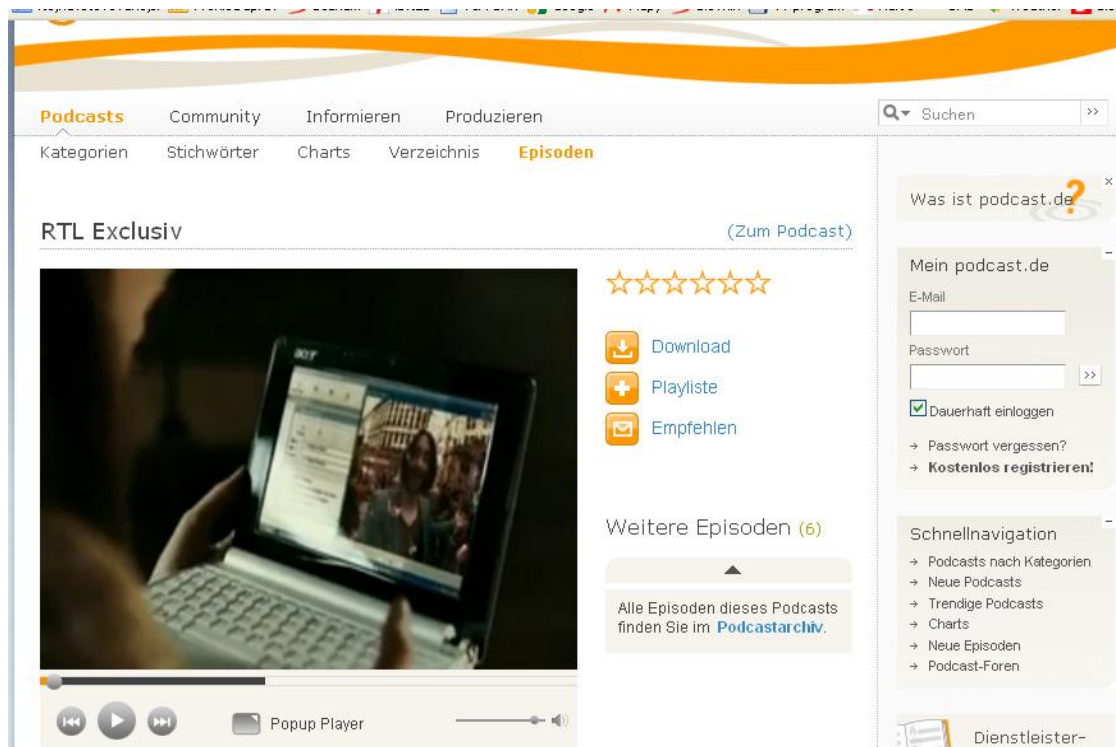 Podcasts Community Informieren Produzieren
Suchen >>
Kategorien Stichwörter Charts Verzeichnis Episoden
Was ist podcast.de ?
RTL Exclusiv (Zum Podcast)
acer
Download
Playliste
Empfehlen
Weitere Episoden (6)
Alle Episoden dieses Podcasts
finden Sie im Podcastarchiv.
Popup Player
Mein podcast.de
E-Mail
Passwort
>>
Dauerhaft einloggen
→ Passwort vergessen?
→ Kostenlos registrieren!
Schnellnavigation
→ Podcasts nach Kategorien
→ Neue Podcasts
→ Trendige Podcasts
→ Charts
→ Neue Episoden
→ Podcast-Foren
Dienstleister-